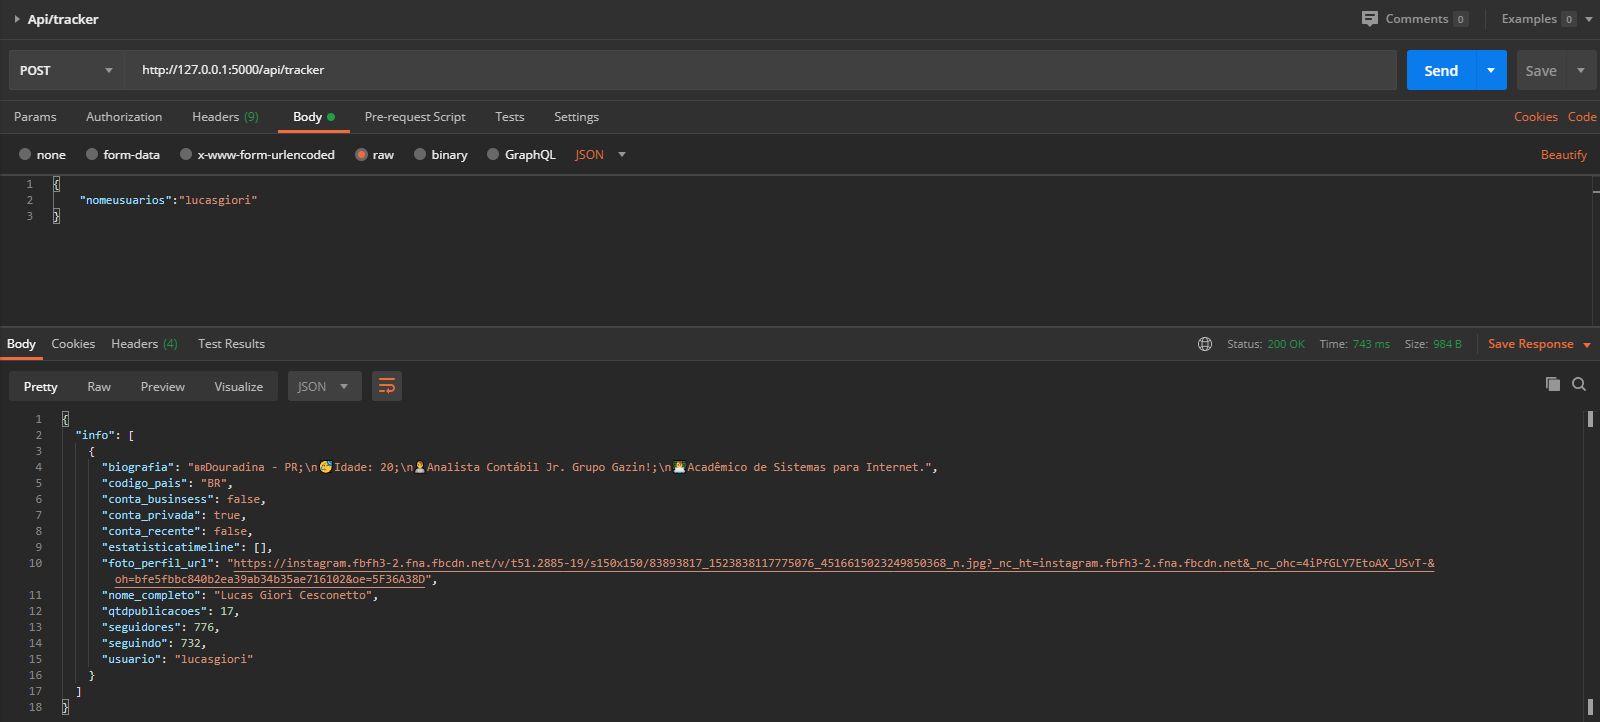 Api/tracker
Comments 0 Examples 0
POST http://127.0.0.1:5000/api/tracker Send Save
Params Authorization Headers (9) Body Pre-request Script Tests Settings Cookies Code
none form-data x-www-form-urlencoded raw binary GraphQL JSON Beautify
1 {
2 "nomeusuarios":"lucasgiori"
3 }
Body Cookies Headers (4) Test Results Status: 200 OK Time: 743 ms Size: 984 B Save Response
Pretty Raw Preview Visualize JSON
1 {
2 "info": [
3 {
4 "biografia": "🇧🇷Douradina - PR;\n🥳Idade: 20;\n👨‍💼Analista Contábil Jr. Grupo Gazin!;\n👨‍💻Acadêmico de Sistemas para Internet.",
5 "codigo_pais": "BR",
6 "conta_businsess": false,
7 "conta_privada": true,
8 "conta_recente": false,
9 "estatisticatimeline": [],
10 "foto_perfil_url": "https://instagram.fbfh3-2.fna.fbcdn.net/v/t51.2885-19/s150x150/83893817_1523838117775076_4516615023249850368_n.jpg?_nc_ht=instagram.fbfh3-2.fna.fbcdn.net&_nc_ohc=4iPfGLY7EtoAX_USvT-&
oh=bfe5fbbc840b2ea39ab34b35ae716102&oe=5F36A38D",
11 "nome_completo": "Lucas Giori Cesconetto",
12 "qtdpublicacoes": 17,
13 "seguidores": 776,
14 "seguindo": 732,
15 "usuario": "lucasgiori"
16 }
17 ]
18 }